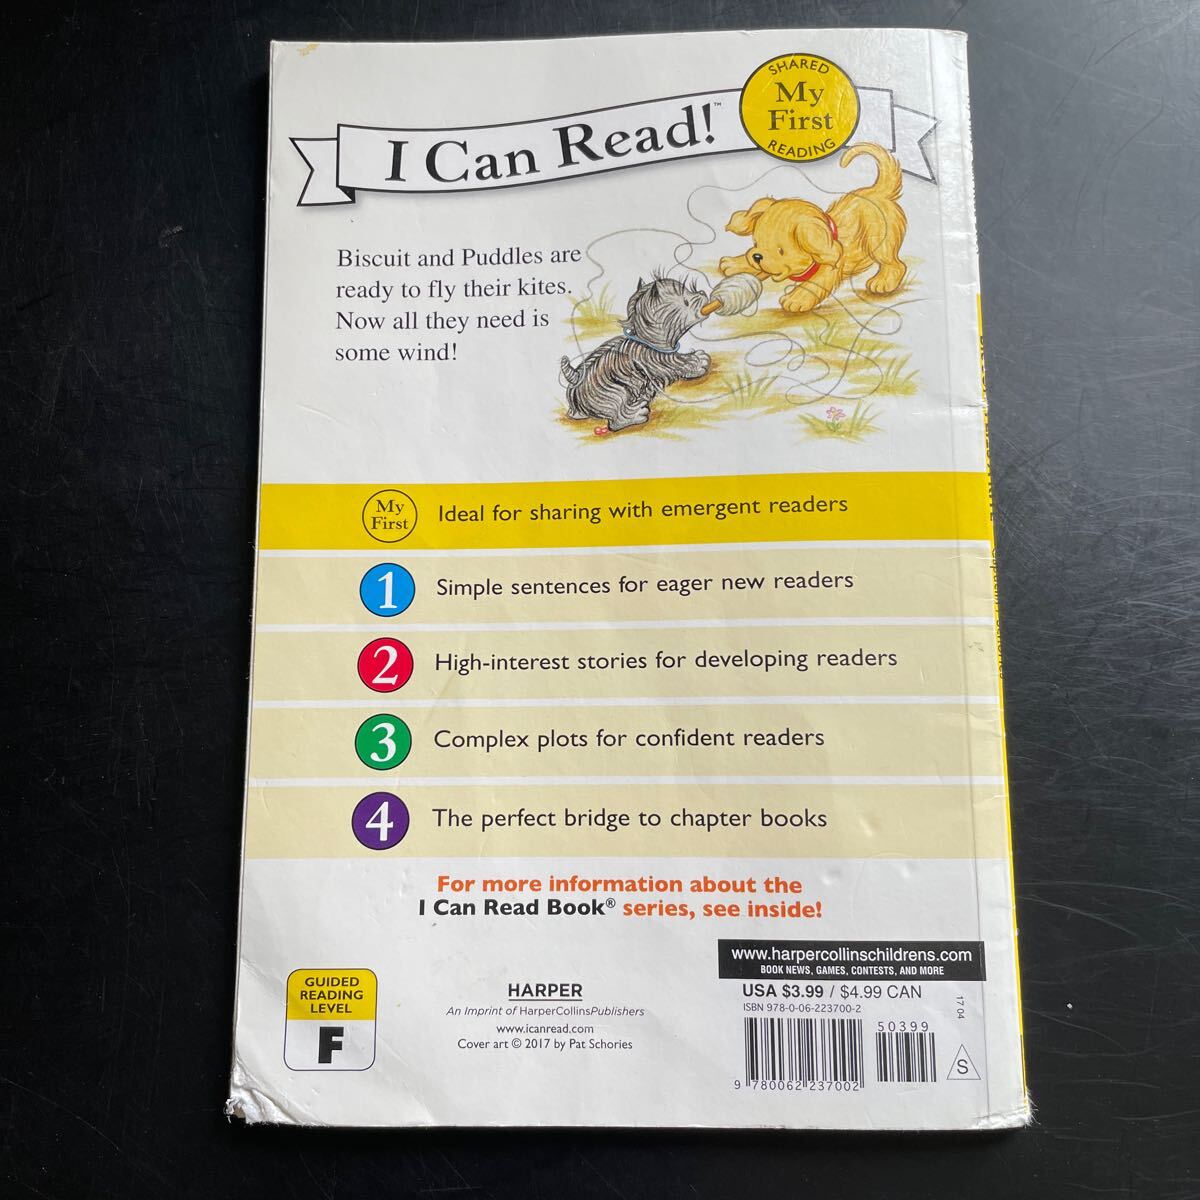 I Can Read!™
SHARED
My
First
READING
Biscuit and Puddles are
ready to fly their kites.
Now all they need is
some wind!
My
First
Ideal for sharing with emergent readers
1
Simple sentences for eager new readers
2
High-interest stories for developing readers
3
Complex plots for confident readers
4
The perfect bridge to chapter books
For more information about the
I Can Read Book® series, see inside!
www.harpercollinschildrens.com
BOOK NEWS, GAMES, CONTESTS, AND MORE
GUIDED
READING
LEVEL
F
HARPER
An Imprint of HarperCollinsPublishers
www.icanread.com
Cover art © 2017 by Pat Schories
USA $3.99 / $4.99 CAN
ISBN 978-0-06-223700-2
50399
9 780062 237002
17 04
S